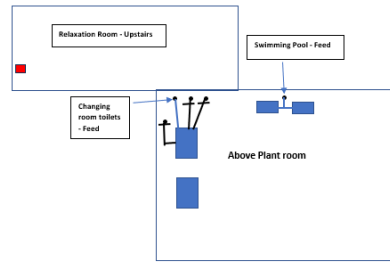 Relaxation Room - Upstairs
Swimming Pool - Feed
Changing
room toilets
- Feed
Above Plant room